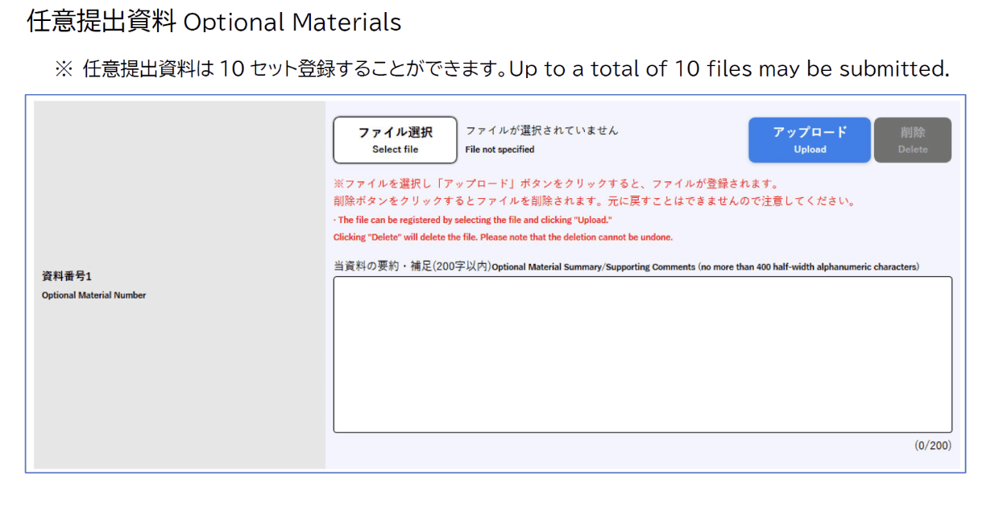 任意提出資料 Optional Materials
※ 任意提出資料は 10 セット登録することができます。Up to a total of 10 files may be submitted.
ファイル選択
Select file
ファイルが選択されていません
File not specified
アップロード
Upload
削除
Delete
※ファイルを選択し「アップロード」ボタンをクリックすると、ファイルが登録されます。
削除ボタンをクリックするとファイルを削除されます。元に戻すことはできませんので注意してください。
· The file can be registered by selecting the file and clicking "Upload."
Clicking "Delete" will delete the file. Please note that the deletion cannot be undone.
資料番号1
Optional Material Number
当資料の要約・補足(200字以内)Optional Material Summary/Supporting Comments (no more than 400 half-width alphanumeric characters)
(0/200)